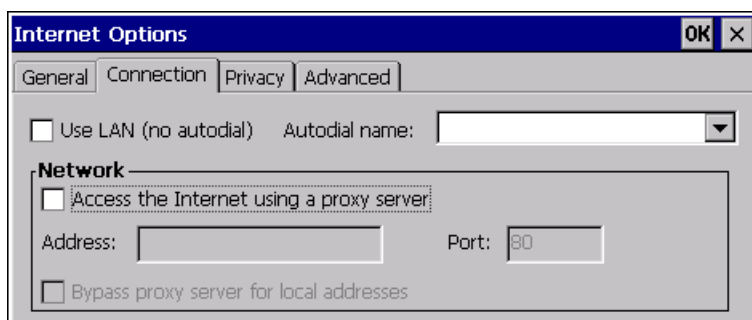 Internet Options OK ×
General Connection Privacy Advanced
Use LAN (no autodial) Autodial name:
Network
Access the Internet using a proxy server
Address: Port: 80
Bypass proxy server for local addresses